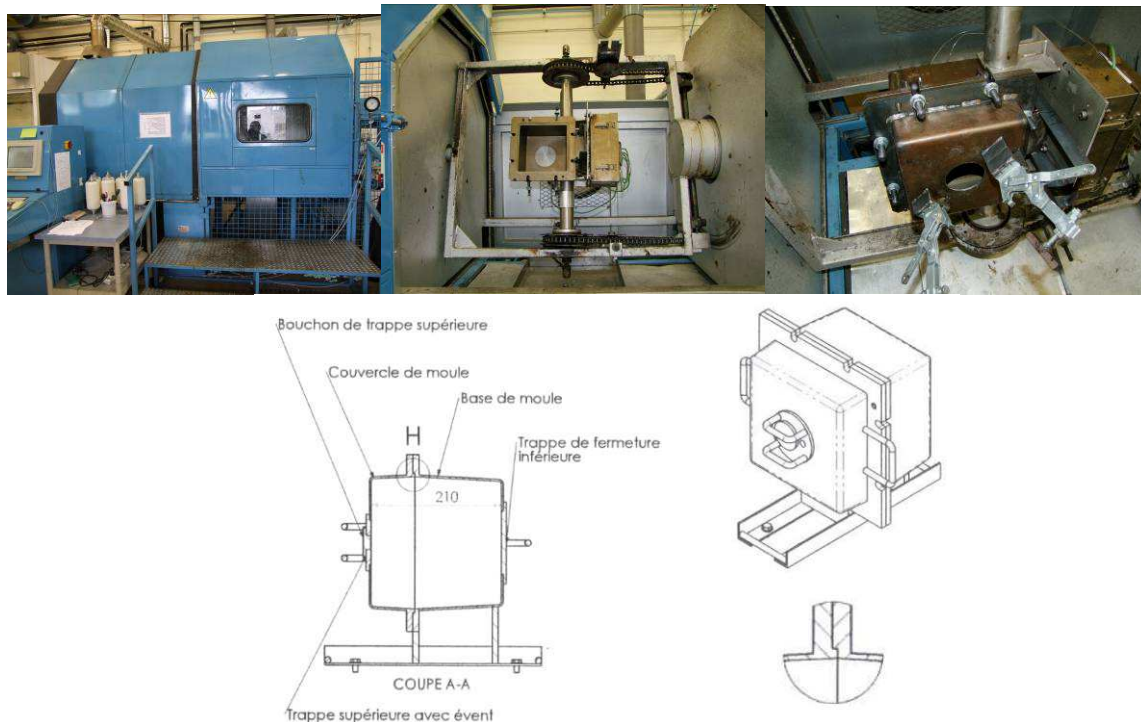 Bouchon de trappe supérieure
Couvercle de moule
Base de moule
H
Trappe de fermeture
inférieure
210
COUPE A-A
Trappe supérieure avec évent